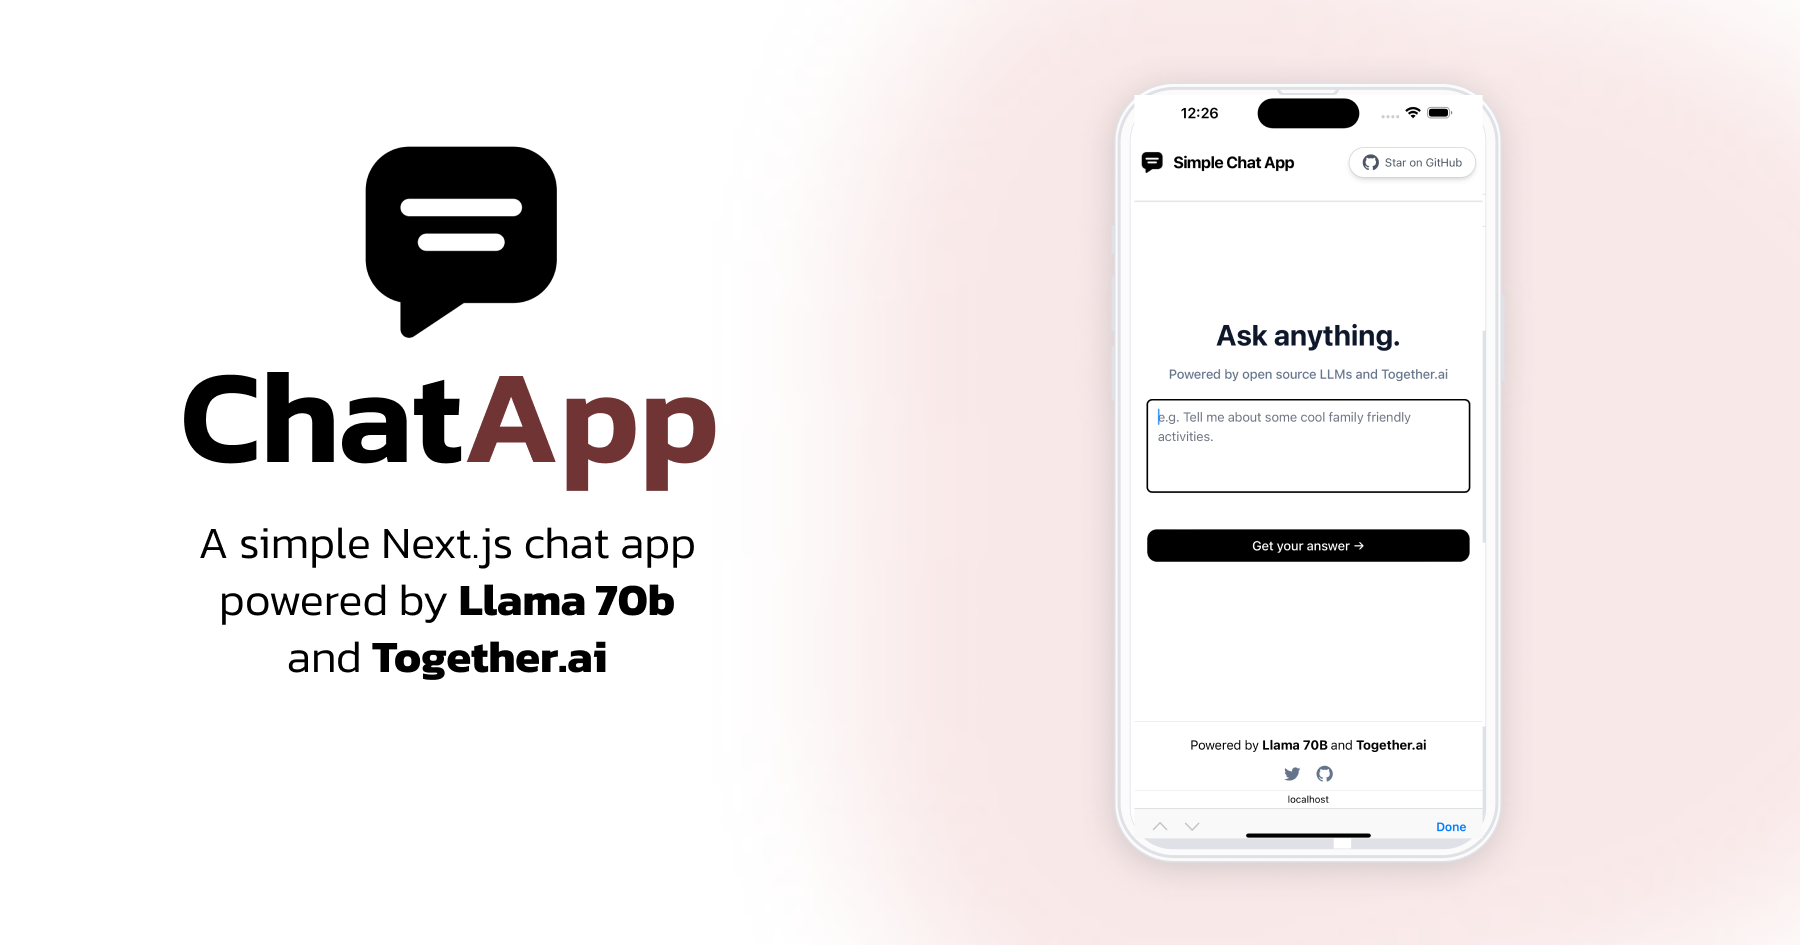 ChatApp
A simple Next.js chat app
powered by Llama 70b
and Together.ai
12:26
Simple Chat App
Star on GitHub
Ask anything.
Powered by open source LLMs and Together.ai
e.g. Tell me about some cool family friendly
activities.
Get your answer →
Powered by Llama 70B and Together.ai
localhost
Done